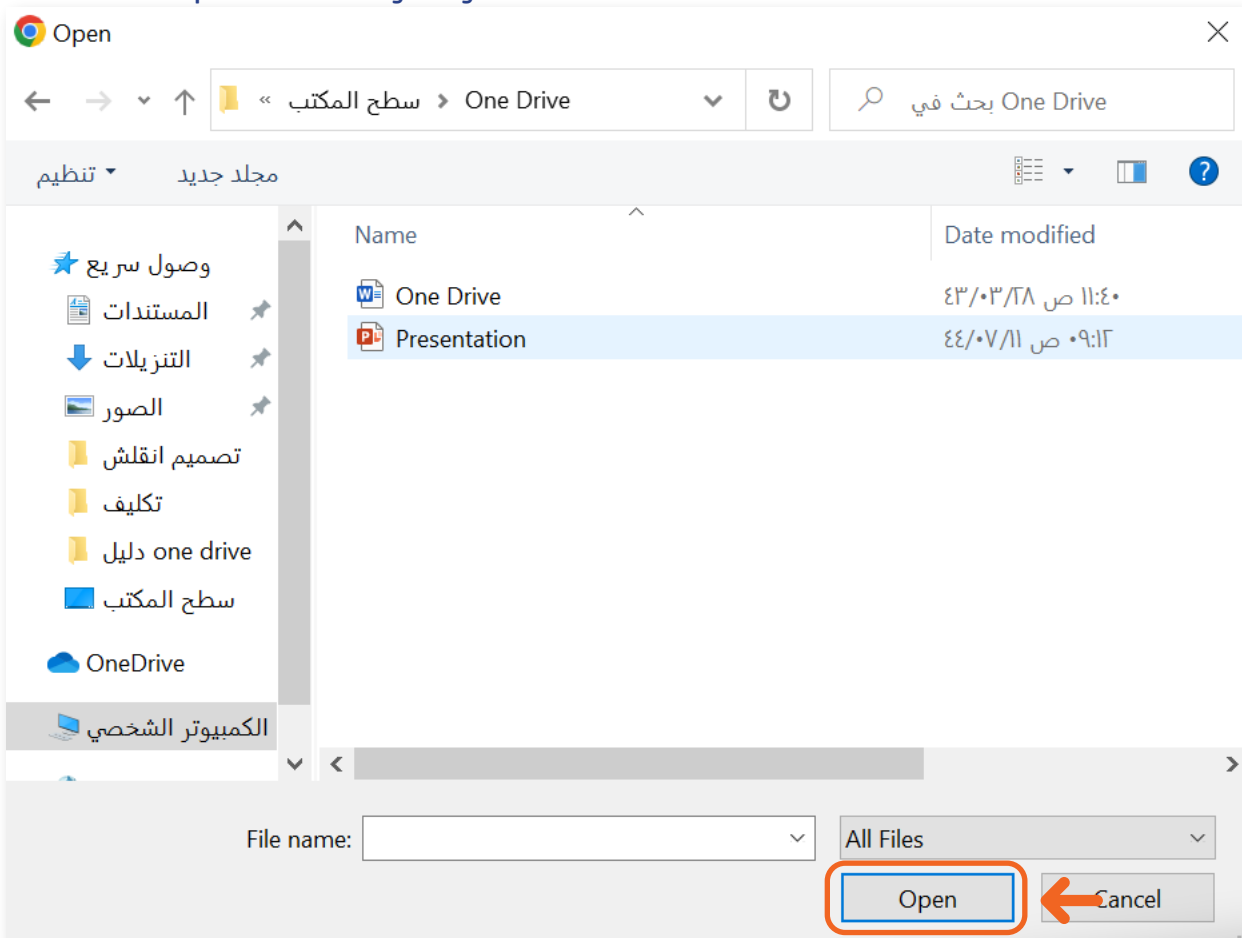 Open
سطح المكتب > One Drive
بحث في One Drive
تنظيم مجلد جديد
Name Date modified
One Drive ٤٣/٠٣/٢٨ ص ١١:٤٠
Presentation ٤٤/٠٧/١١ ص ٠٩:١٢
وصول سريع
المستندات
التنزيلات
الصور
تصميم انقلش
تكليف
دليل one drive
سطح المكتب
OneDrive
الكمبيوتر الشخصي
File name: All Files
Open Cancel